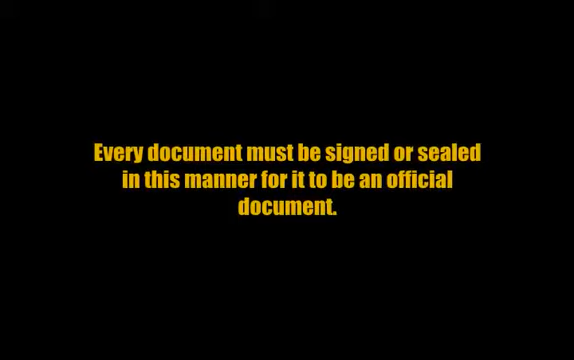 Every document must be signed or sealed
in this manner for it to be an official
document.